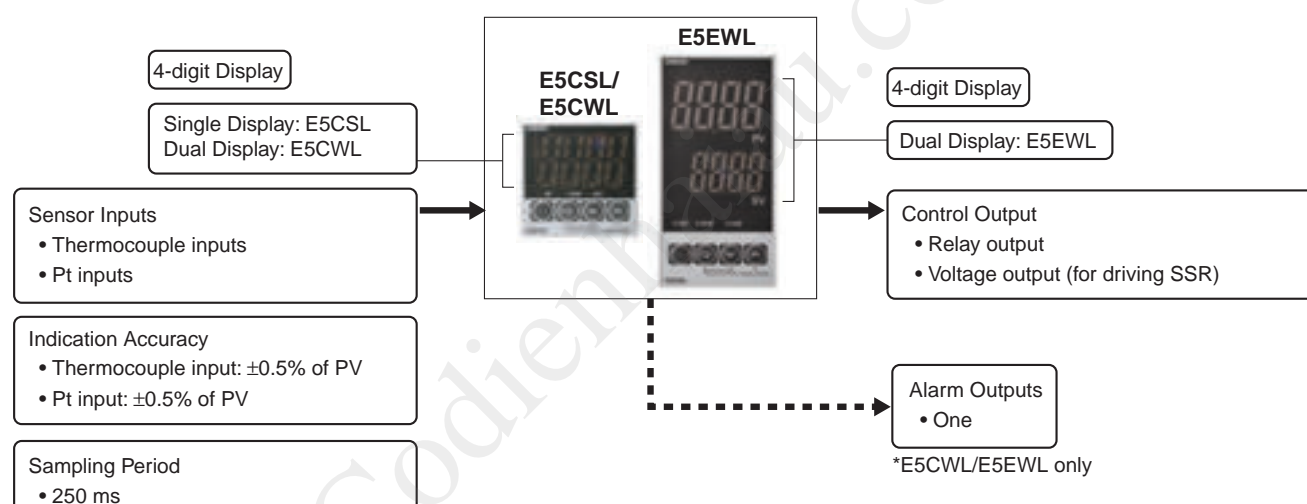 E5EWL
4-digit Display
E5CSL/
E5CWL
4-digit Display
Single Display: E5CSL
Dual Display: E5CWL
Dual Display: E5EWL
PV
SV
Sensor Inputs
• Thermocouple inputs
• Pt inputs
Control Output
• Relay output
• Voltage output (for driving SSR)
Indication Accuracy
• Thermocouple input: ±0.5% of PV
• Pt input: ±0.5% of PV
Alarm Outputs
• One
*E5CWL/E5EWL only
Sampling Period
• 250 ms